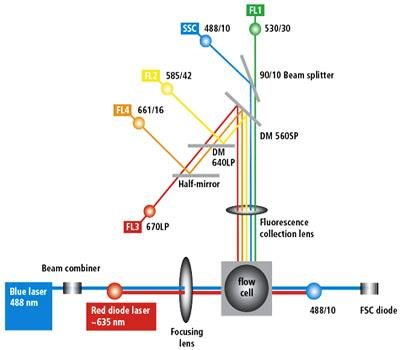 FL1
SSC 488/10
530/30
FL2 585/42
90/10 Beam splitter
FL4 661/16
DM 560SP
DM
640LP
Half-mirror
FL3 670LP
Fluorescence
collection lens
Beam combiner
flow
cell
Blue laser
488 nm
Red diode laser
~635 nm
Focusing
lens
488/10
FSC diode